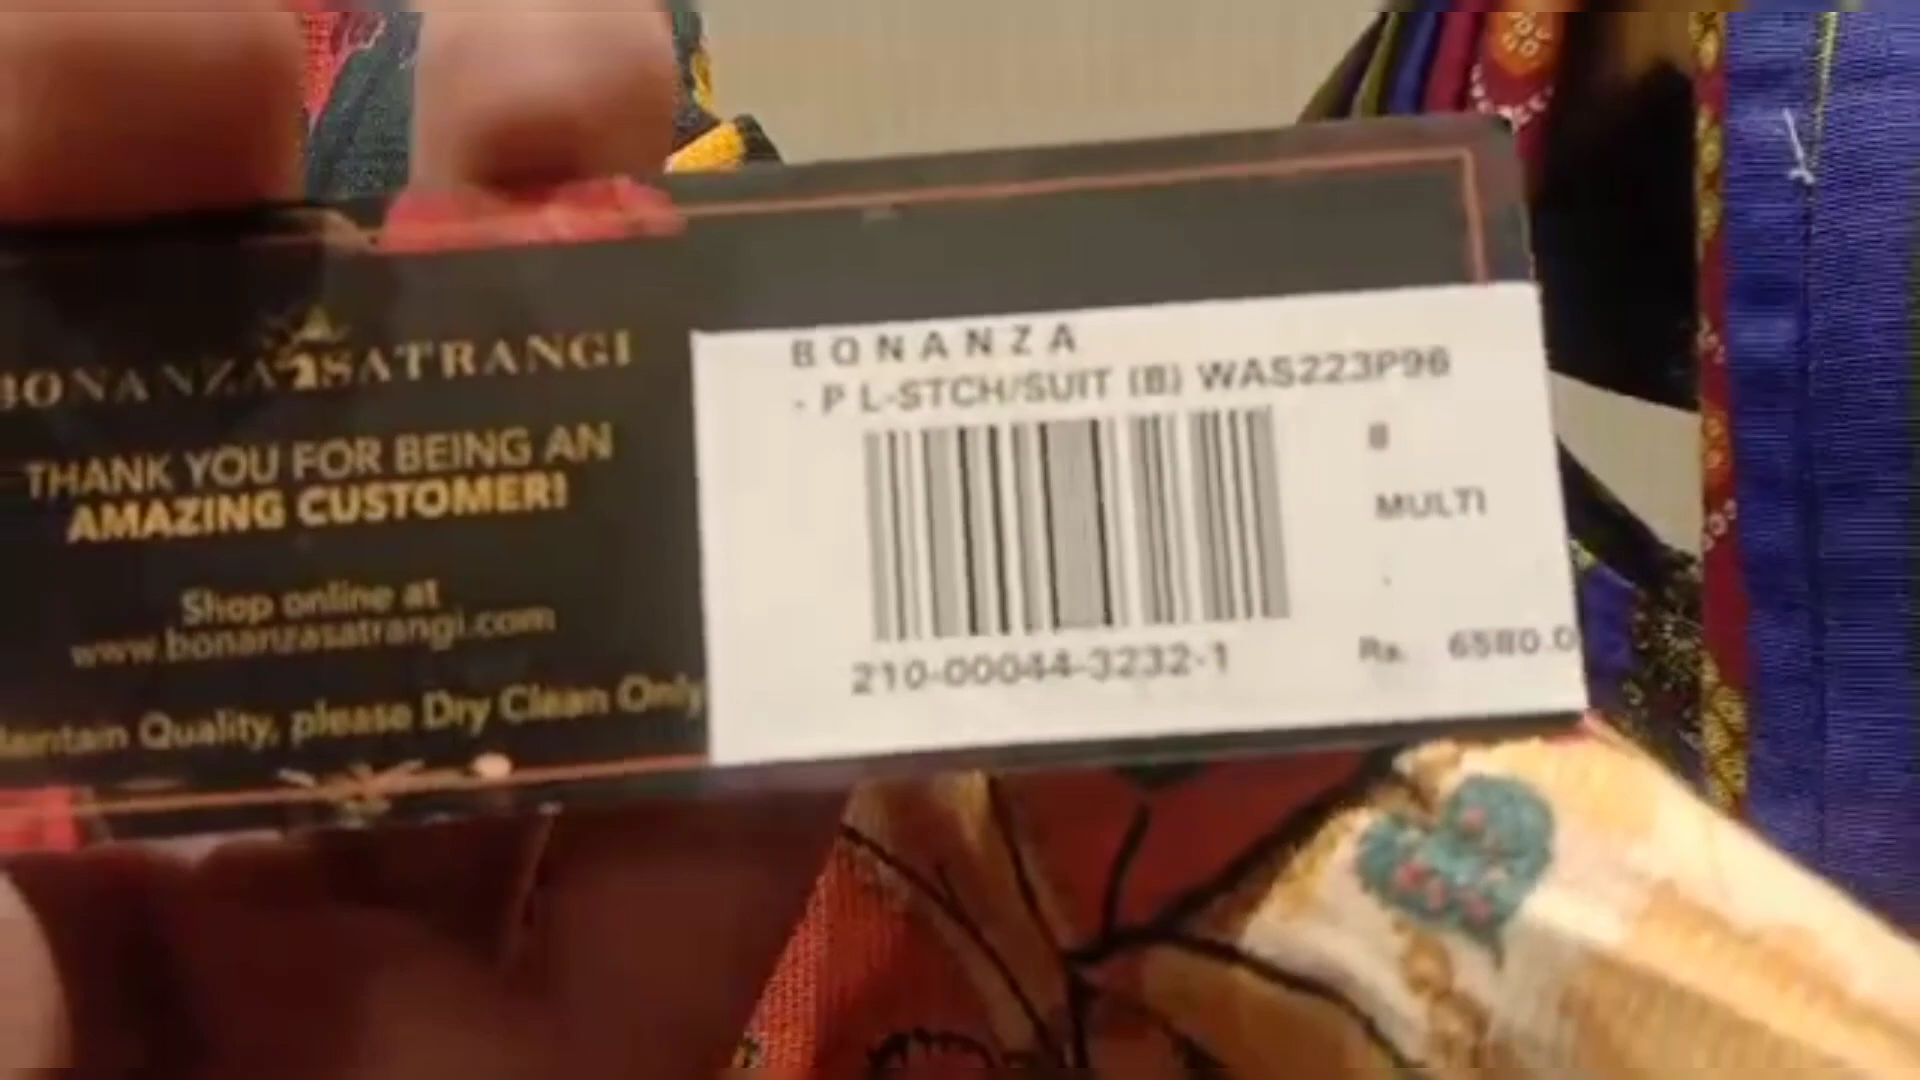 BONANZA SATRANGI
THANK YOU FOR BEING AN
AMAZING CUSTOMER!
Shop online at
www.bonanzasatrangi.com
Maintain Quality, please Dry Clean Only
BONANZA
- P L-STCH/SUIT (B) WAS223P96
8
MULTI
.
210-00044-3232-1
Rs. 6580.0